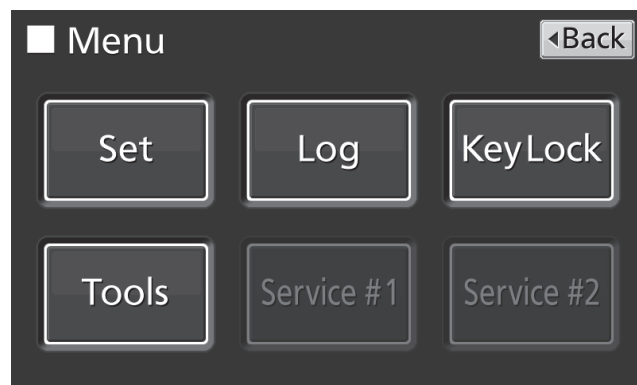 Menu
◂Back
Set
Log
KeyLock
Tools
Service #1
Service #2